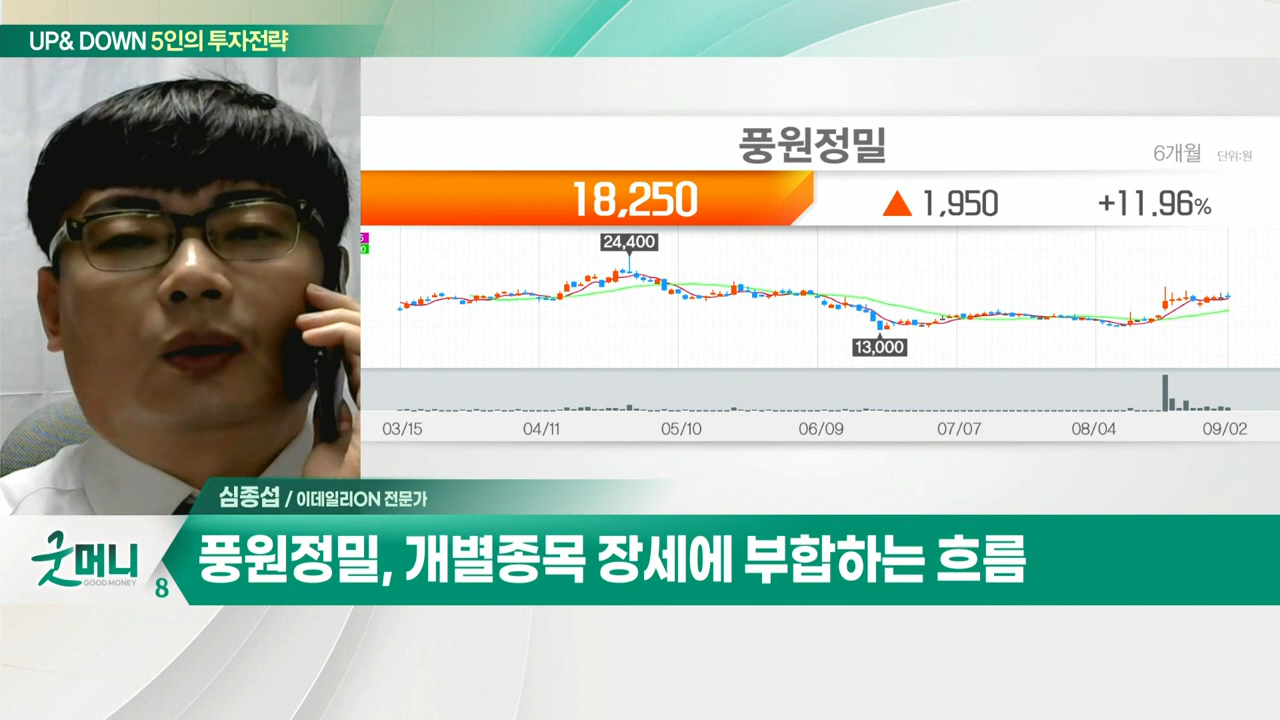 UP& DOWN 5인의 투자전략
풍원정밀
6개월 단위:원
18,250 ▲ 1,950 +11.96%
24,400
13,000
03/15 04/11 05/10 06/09 07/07 08/04 09/02
심종섭 / 이데일리ON 전문가
굿머니
GOOD MONEY
8
풍원정밀, 개별종목 장세에 부합하는 흐름